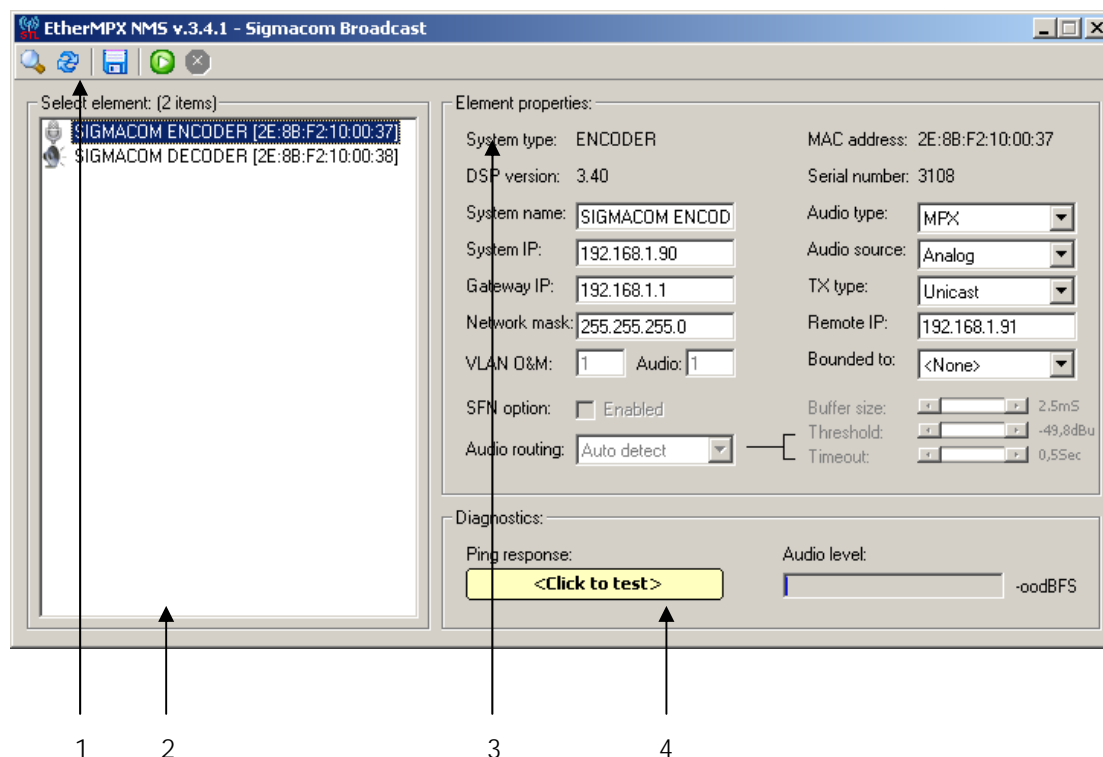 EtherMPX NMS v.3.4.1 - Sigmacom Broadcast
STL
Select element: (2 items)
SIGMACOM ENCODER [2E:8B:F2:10:00:37]
SIGMACOM DECODER [2E:8B:F2:10:00:38]
Element properties:
System type: ENCODER MAC address: 2E:8B:F2:10:00:37
DSP version: 3.40 Serial number: 3108
System name: SIGMACOM ENCOD Audio type: MPX
System IP: 192.168.1.90 Audio source: Analog
Gateway IP: 192.168.1.1 TX type: Unicast
Network mask: 255.255.255.0 Remote IP: 192.168.1.91
VLAN O&M: 1 Audio: 1 Bounded to: <None>
SFN option: Enabled Buffer size: 2.5mS
Threshold: -49,8dBu
Audio routing: Auto detect Timeout: 0,5Sec
Diagnostics:
Ping response: Audio level:
<Click to test> -oodBFS
1 2 3 4